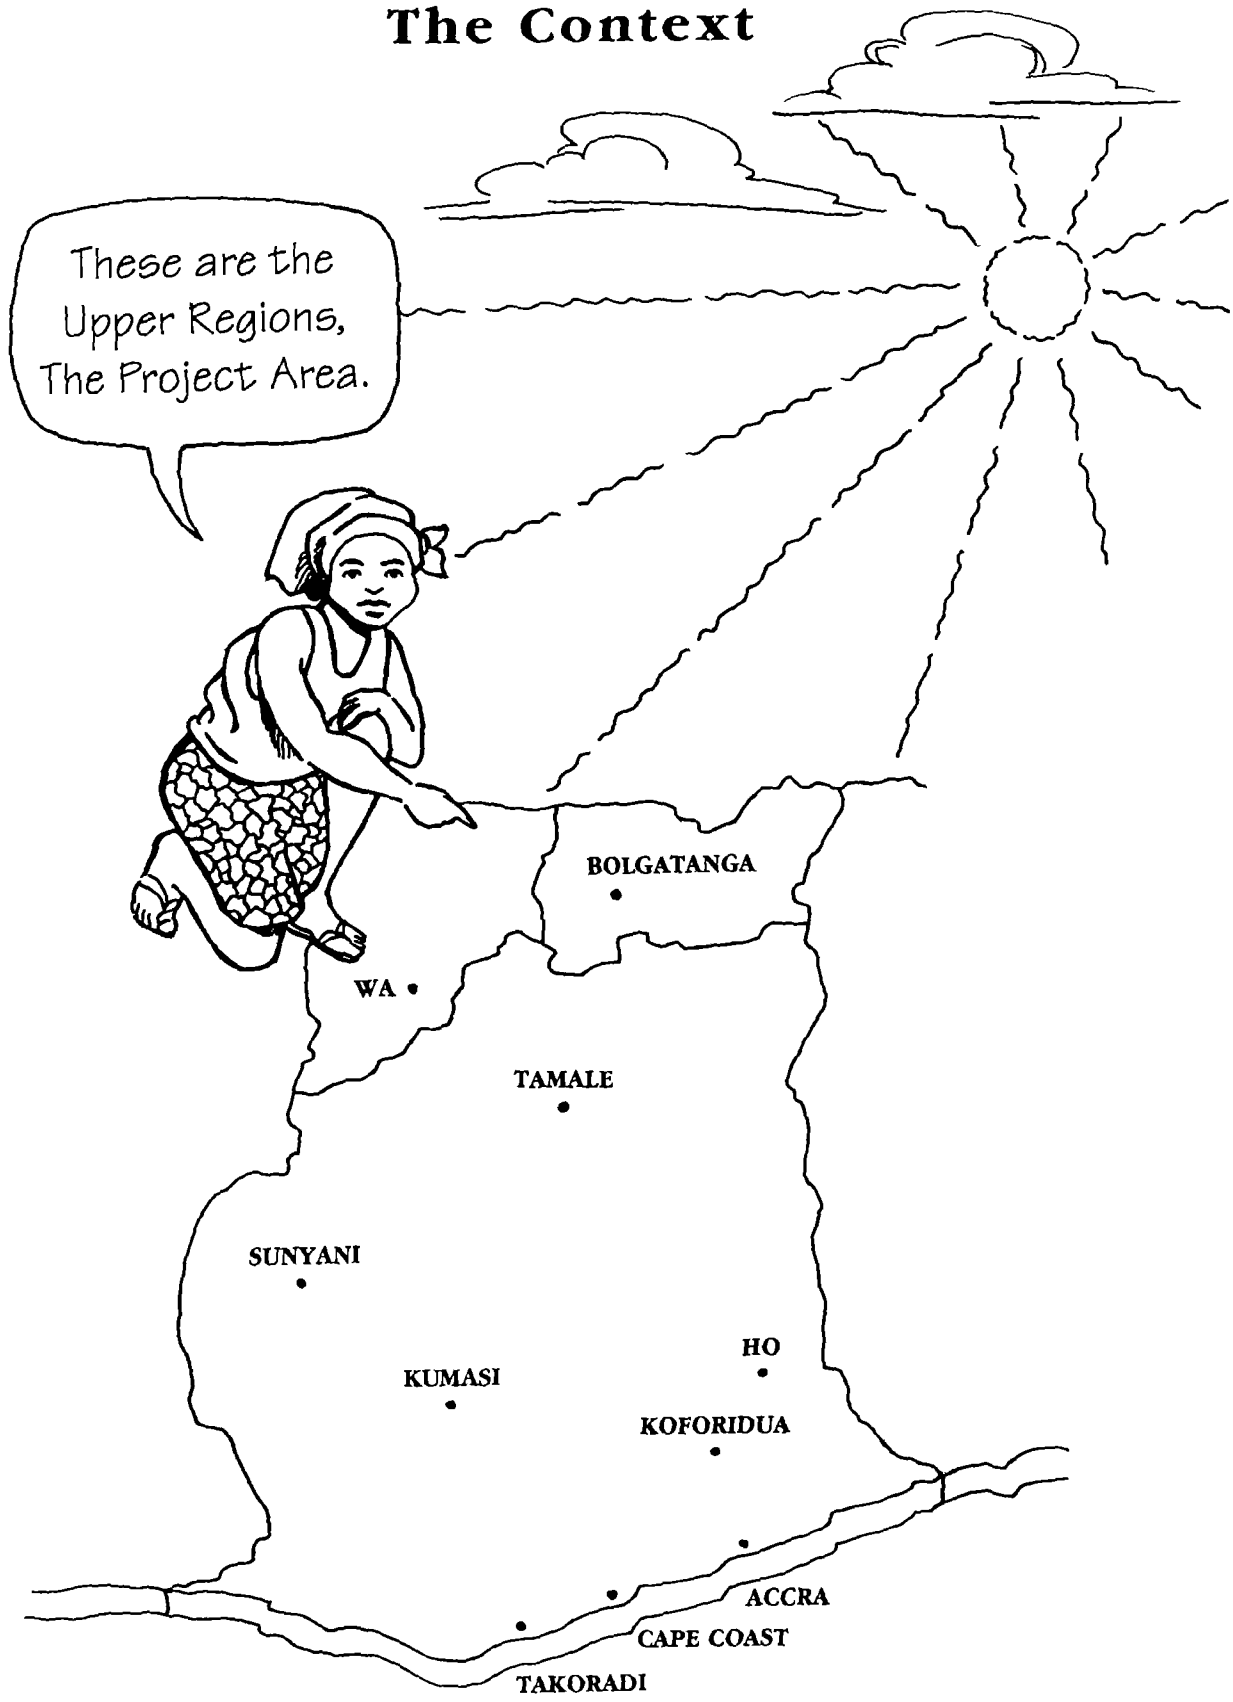 The Context
These are the
Upper Regions,
The Project Area.
BOLGATANGA
WA
TAMALE
SUNYANI
HO
KUMASI
KOFORIDUA
ACCRA
CAPE COAST
TAKORADI